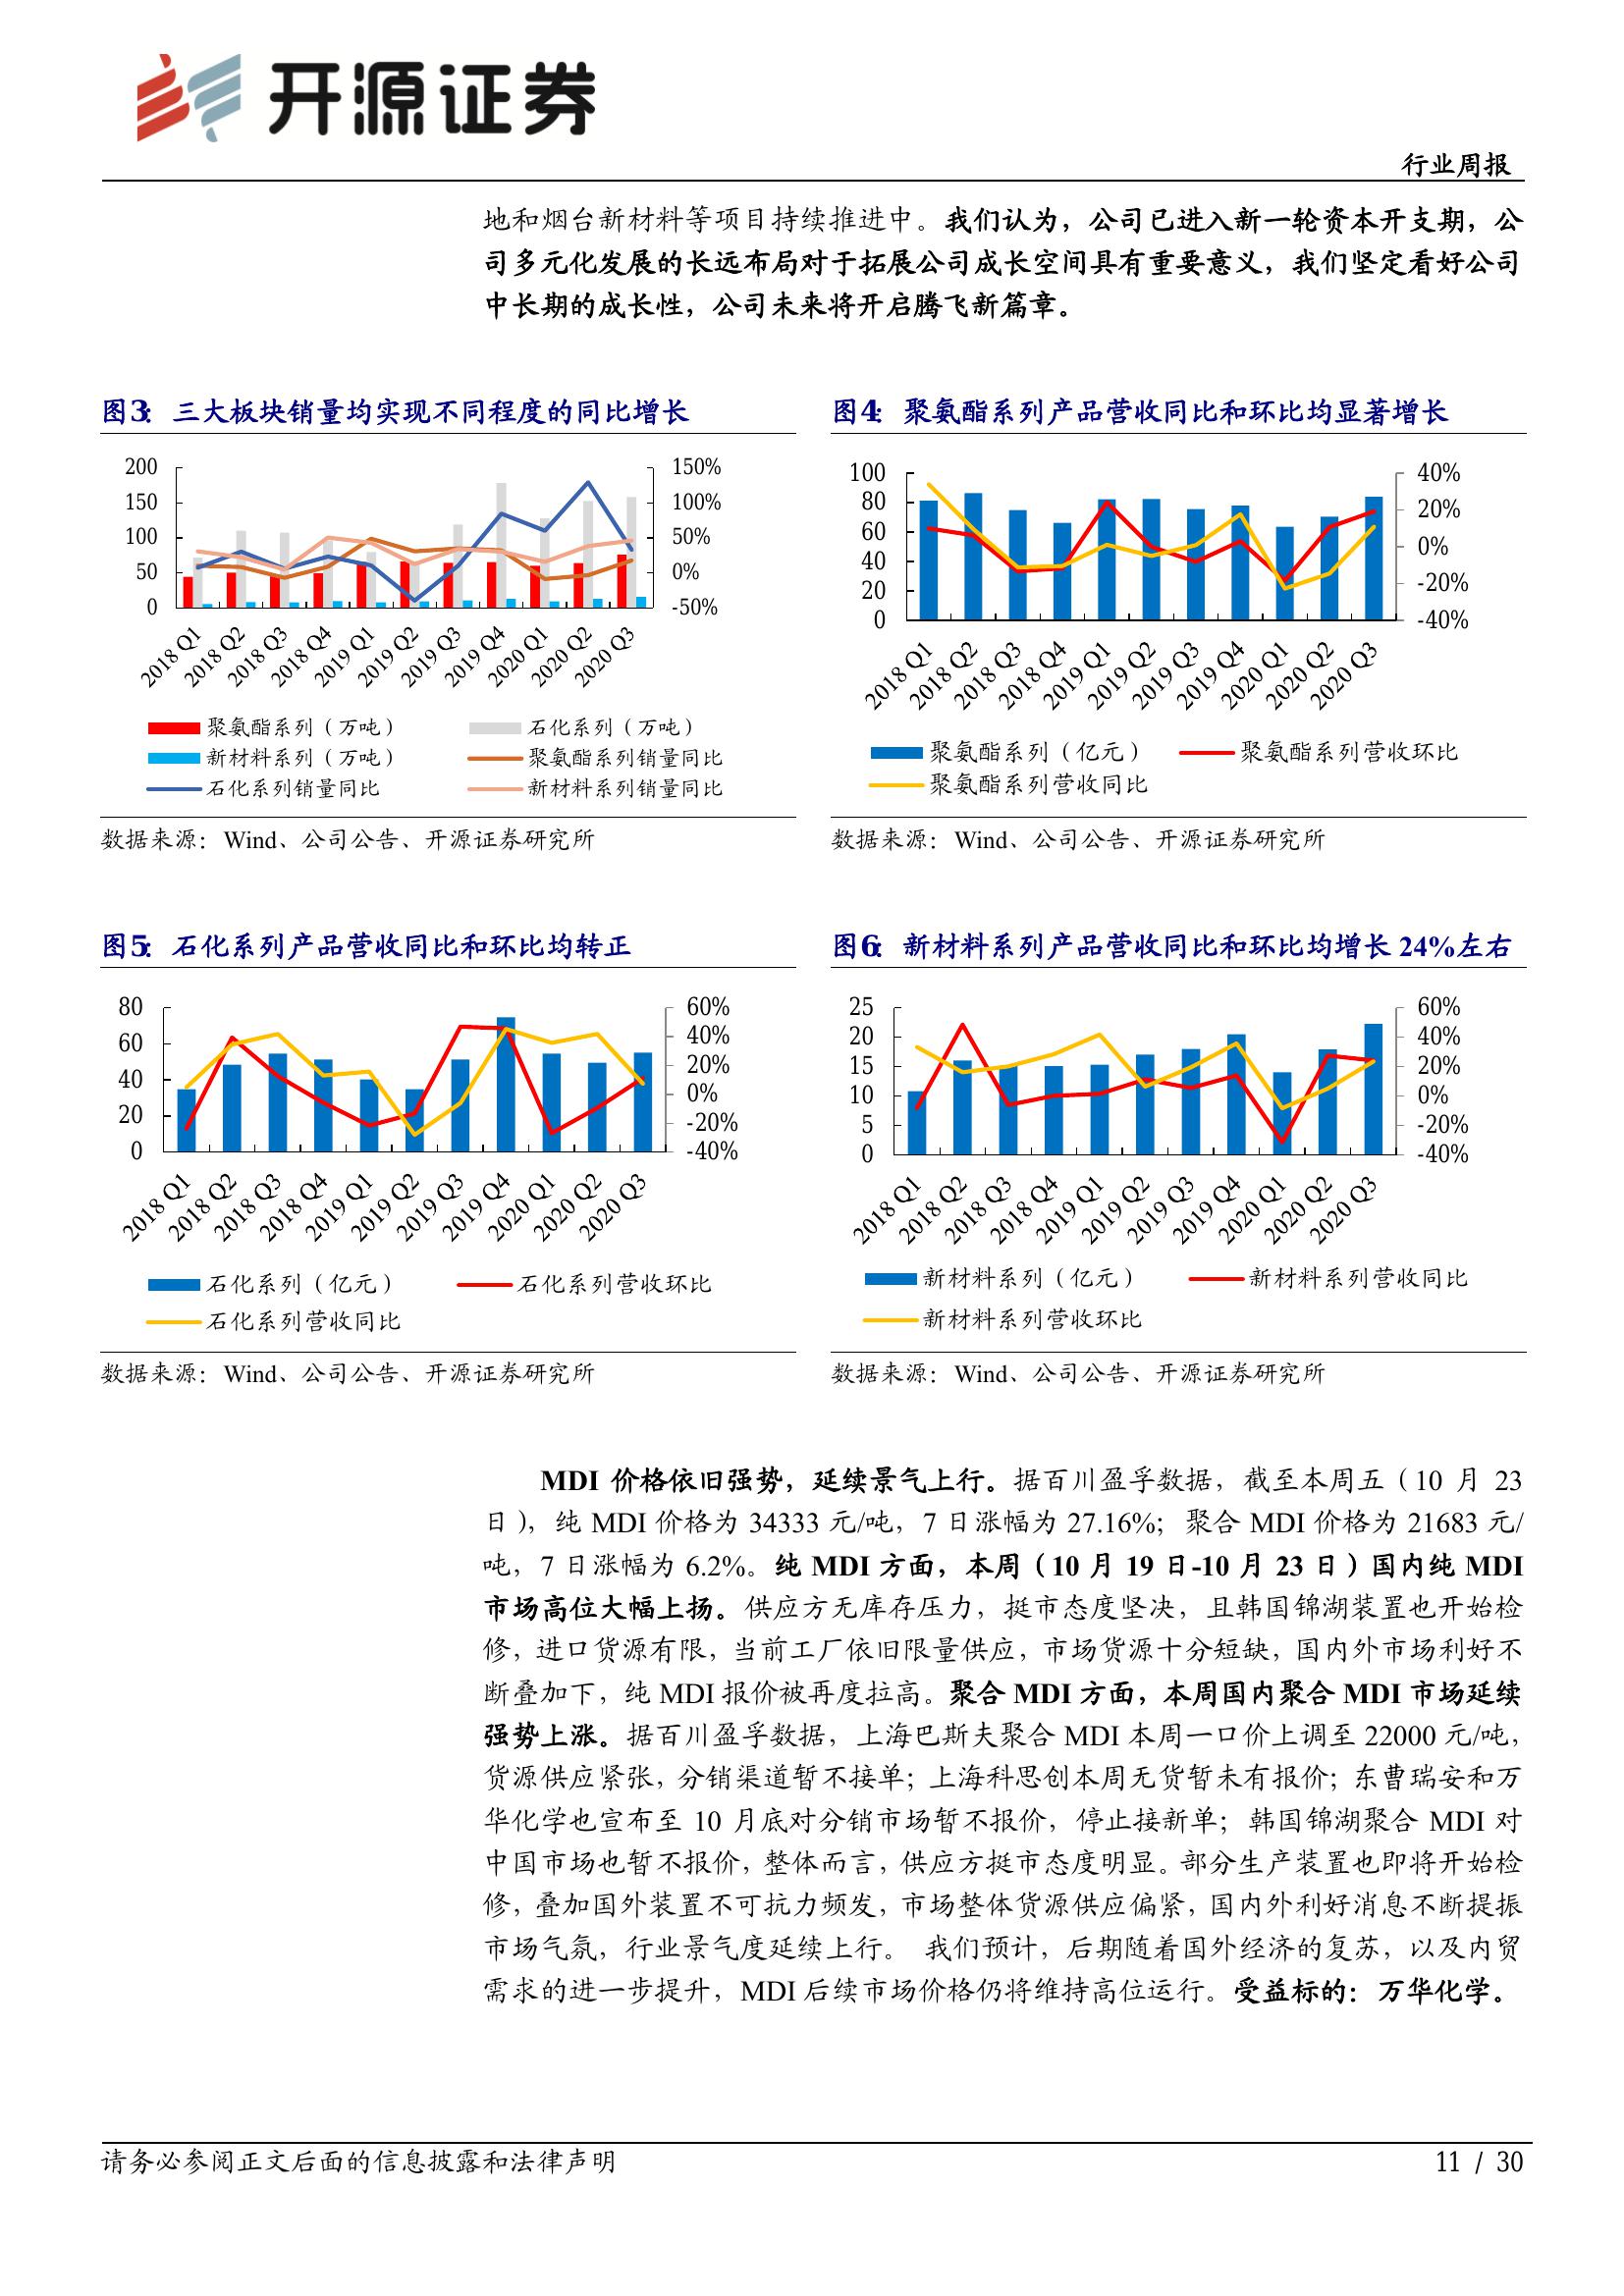 开源证券
行业周报
地和烟台新材料等项目持续推进中。我们认为，公司已进入新一轮资本开支期，公
司多元化发展的长远布局对于拓展公司成长空间具有重要意义，我们坚定看好公司
中长期的成长性，公司未来将开启腾飞新篇章。
图3： 三大板块销量均实现不同程度的同比增长
200
150
100
50
0
150%
100%
50%
0%
-50%
2018 Q1
2018 Q2
2018 Q3
2018 Q4
2019 Q1
2019 Q2
2019 Q3
2019 Q4
2020 Q1
2020 Q2
2020 Q3
聚氨酯系列（万吨）
石化系列（万吨）
新材料系列（万吨）
聚氨酯系列销量同比
石化系列销量同比
新材料系列销量同比
数据来源：Wind、公司公告、开源证券研究所
图4： 聚氨酯系列产品营收同比和环比均显著增长
100
80
60
40
20
0
40%
20%
0%
-20%
-40%
2018 Q1
2018 Q2
2018 Q3
2018 Q4
2019 Q1
2019 Q2
2019 Q3
2019 Q4
2020 Q1
2020 Q2
2020 Q3
聚氨酯系列（亿元）
聚氨酯系列营收环比
聚氨酯系列营收同比
数据来源：Wind、公司公告、开源证券研究所
图5： 石化系列产品营收同比和环比均转正
80
60
40
20
0
60%
40%
20%
0%
-20%
-40%
2018 Q1
2018 Q2
2018 Q3
2018 Q4
2019 Q1
2019 Q2
2019 Q3
2019 Q4
2020 Q1
2020 Q2
2020 Q3
石化系列（亿元）
石化系列营收环比
石化系列营收同比
数据来源：Wind、公司公告、开源证券研究所
图6： 新材料系列产品营收同比和环比均增长 24%左右
25
20
15
10
5
0
60%
40%
20%
0%
-20%
-40%
2018 Q1
2018 Q2
2018 Q3
2018 Q4
2019 Q1
2019 Q2
2019 Q3
2019 Q4
2020 Q1
2020 Q2
2020 Q3
新材料系列（亿元）
新材料系列营收同比
新材料系列营收环比
数据来源：Wind、公司公告、开源证券研究所
MDI 价格依旧强势，延续景气上行。据百川盈孚数据，截至本周五（10 月 23
日），纯 MDI 价格为 34333 元/吨，7 日涨幅为 27.16%；聚合 MDI 价格为 21683 元/
吨，7 日涨幅为 6.2%。纯 MDI 方面，本周（10 月 19 日-10 月 23 日）国内纯 MDI
市场高位大幅上扬。供应方无库存压力，挺市态度坚决，且韩国锦湖装置也开始检
修，进口货源有限，当前工厂依旧限量供应，市场货源十分短缺，国内外市场利好不
断叠加下，纯 MDI 报价被再度拉高。聚合 MDI 方面，本周国内聚合 MDI 市场延续
强势上涨。据百川盈孚数据，上海巴斯夫聚合 MDI 本周一口价上调至 22000 元/吨，
货源供应紧张，分销渠道暂不接单；上海科思创本周无货暂未有报价；东曹瑞安和万
华化学也宣布至 10 月底对分销市场暂不报价，停止接新单；韩国锦湖聚合 MDI 对
中国市场也暂不报价，整体而言，供应方挺市态度明显。部分生产装置也即将开始检
修，叠加国外装置不可抗力频发，市场整体货源供应偏紧，国内外利好消息不断提振
市场气氛，行业景气度延续上行。 我们预计，后期随着国外经济的复苏，以及内贸
需求的进一步提升，MDI 后续市场价格仍将维持高位运行。受益标的：万华化学。
请务必参阅正文后面的信息披露和法律声明
11 / 30